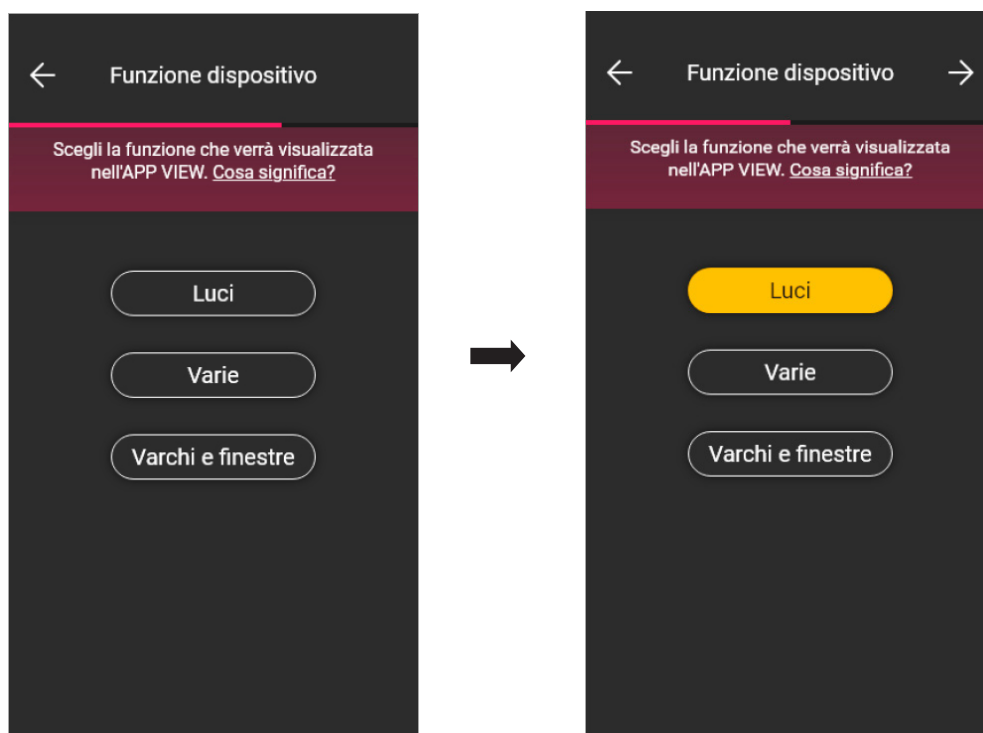 Funzione dispositivo
Scegli la funzione che verrà visualizzata
nell'APP VIEW. Cosa significa?
Luci
Varie
Varchi e finestre
Funzione dispositivo
Scegli la funzione che verrà visualizzata
nell'APP VIEW. Cosa significa?
Luci
Varie
Varchi e finestre